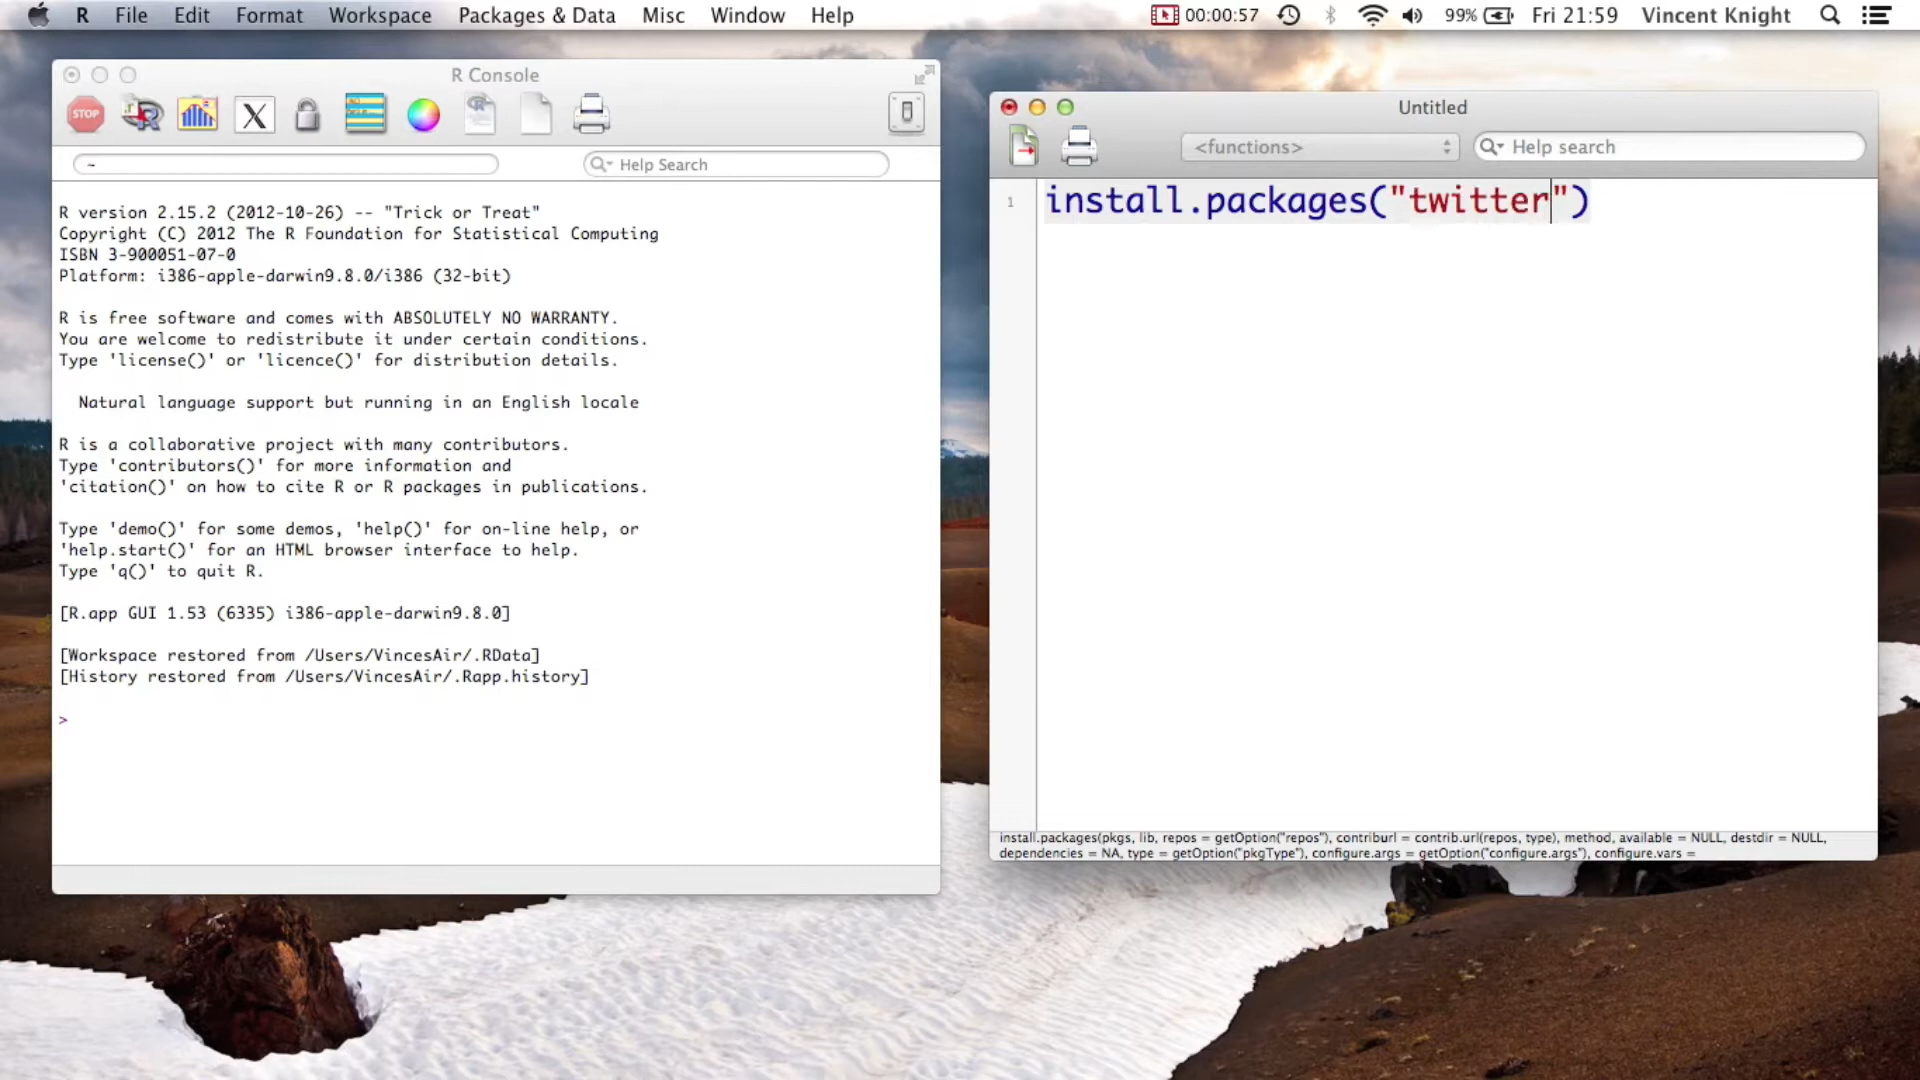 R File Edit Format Workspace Packages & Data Misc Window Help 00:00:57 99% Fri 21:59 Vincent Knight
R Console
STOP
~ Help Search
R version 2.15.2 (2012-10-26) -- "Trick or Treat"
Copyright (C) 2012 The R Foundation for Statistical Computing
ISBN 3-900051-07-0
Platform: i386-apple-darwin9.8.0/i386 (32-bit)
R is free software and comes with ABSOLUTELY NO WARRANTY.
You are welcome to redistribute it under certain conditions.
Type 'license()' or 'licence()' for distribution details.
Natural language support but running in an English locale
R is a collaborative project with many contributors.
Type 'contributors()' for more information and
'citation()' on how to cite R or R packages in publications.
Type 'demo()' for some demos, 'help()' for on-line help, or
'help.start()' for an HTML browser interface to help.
Type 'q()' to quit R.
[R.app GUI 1.53 (6335) i386-apple-darwin9.8.0]
[Workspace restored from /Users/VincesAir/.RData]
[History restored from /Users/VincesAir/.Rapp.history]
>
Untitled
<functions> Help search
1 install.packages("twitter")
install.packages(pkgs, lib, repos = getOption("repos"), contriburl = contrib.url(repos, type), method, available = NULL, destdir = NULL,
dependencies = NA, type = getOption("pkgType"), configure.args = getOption("configure.args"), configure.vars =